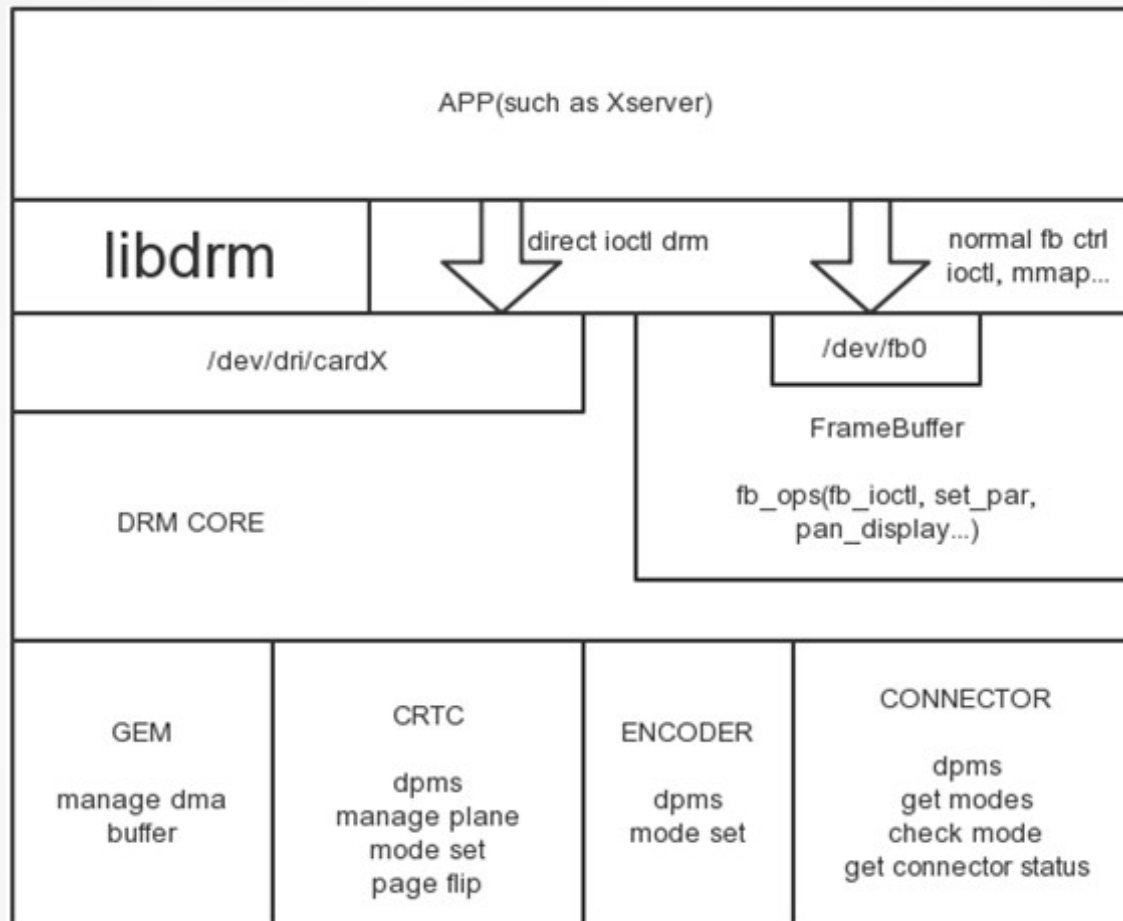 APP(such as Xserver)
libdrm
direct ioctl drm
normal fb ctrl
ioctl, mmap...
/dev/dri/cardX
/dev/fb0
FrameBuffer
fb_ops(fb_ioctl, set_par,
pan_display...)
DRM CORE
GEM
manage dma
buffer
CRTC
dpms
manage plane
mode set
page flip
ENCODER
dpms
mode set
CONNECTOR
dpms
get modes
check mode
get connector status